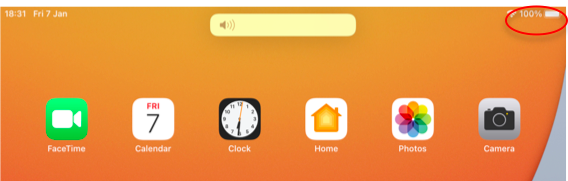 18:31 Fri 7 Jan
100%
FRI
7
FaceTime
Calendar
Clock
Home
Photos
Camera